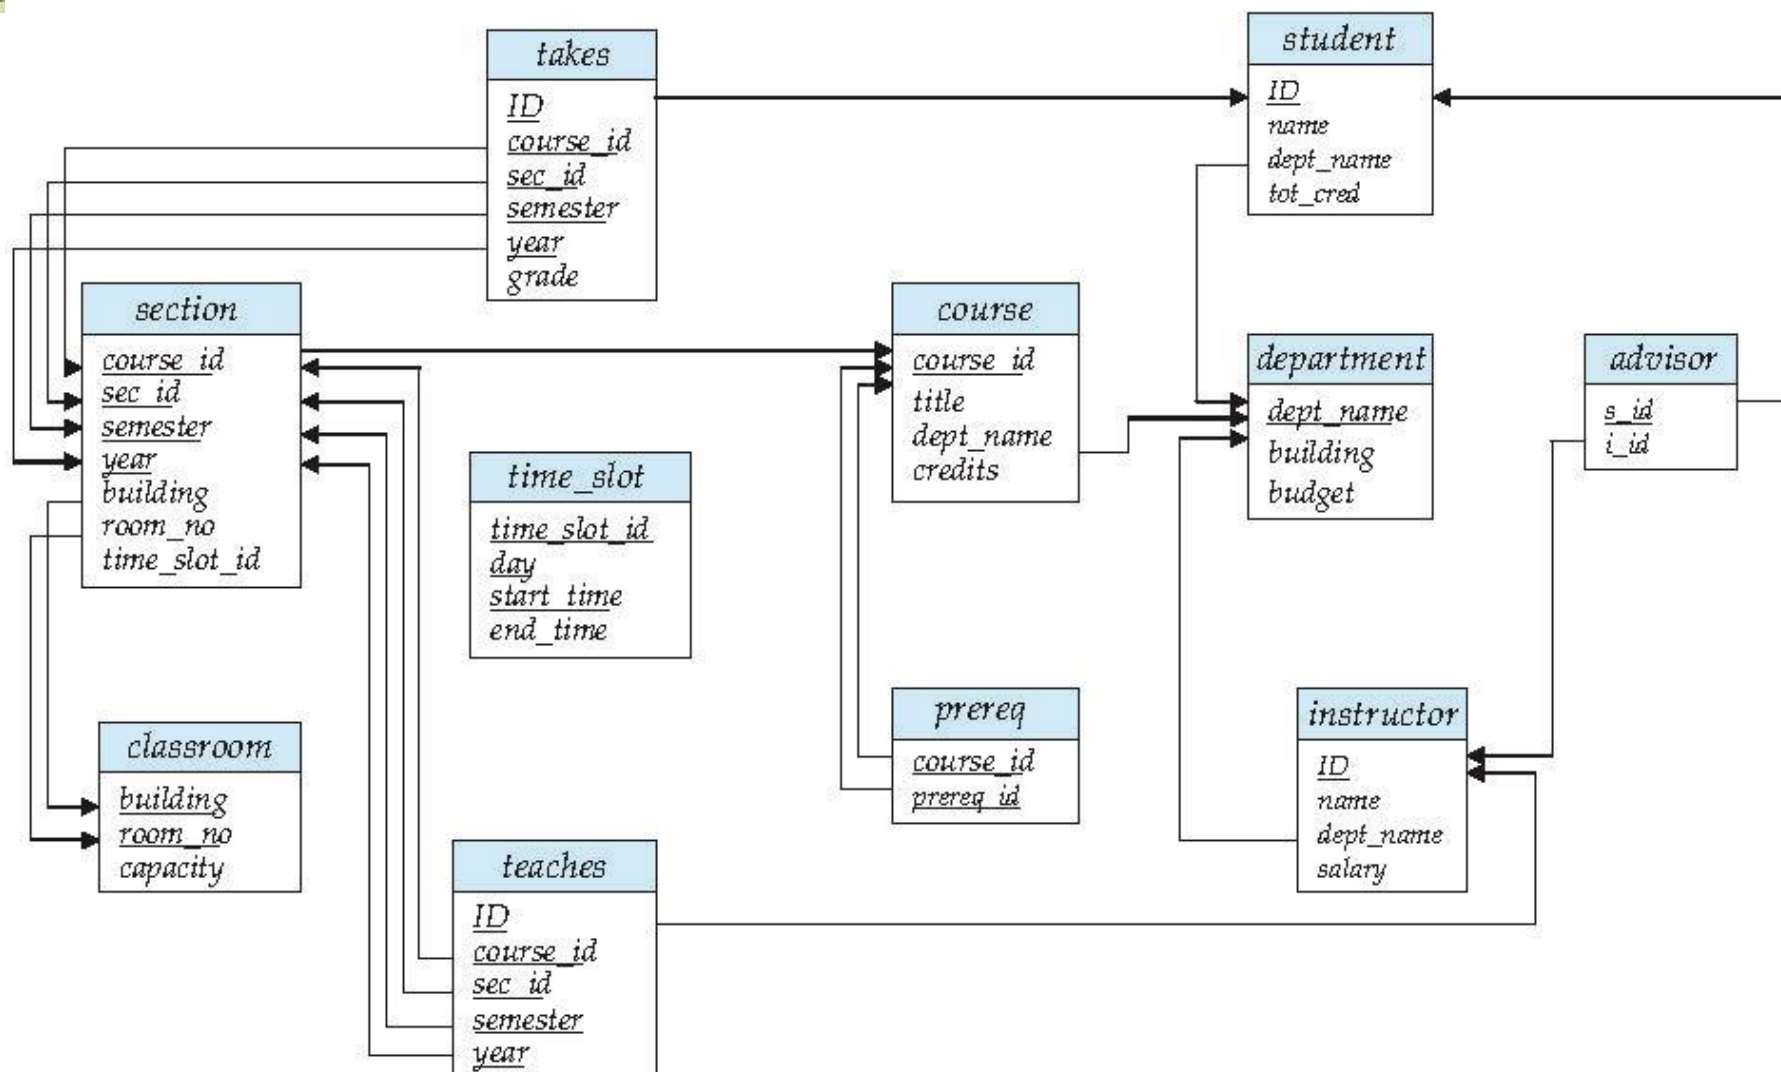 takes
ID
course_id
sec_id
semester
year
grade
student
ID
name
dept_name
tot_cred
section
course_id
sec_id
semester
year
building
room_no
time_slot_id
course
course_id
title
dept_name
credits
department
dept_name
building
budget
advisor
s_id
i_id
time_slot
time_slot_id
day
start_time
end_time
classroom
building
room_no
capacity
prereq
course_id
prereq_id
instructor
ID
name
dept_name
salary
teaches
ID
course_id
sec_id
semester
year